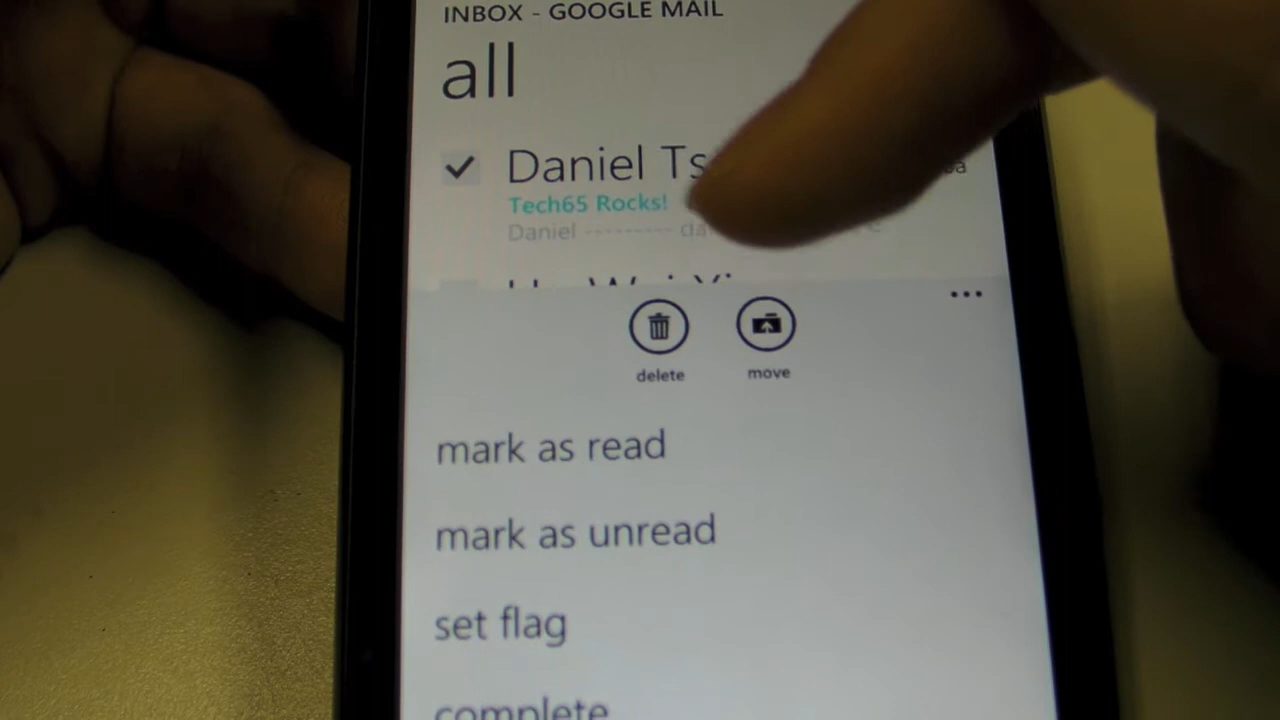 INBOX - GOOGLE MAIL
all
Daniel
Tech65 Rocks!
Daniel ---------
•••
delete
move
mark as read
mark as unread
set flag
complete